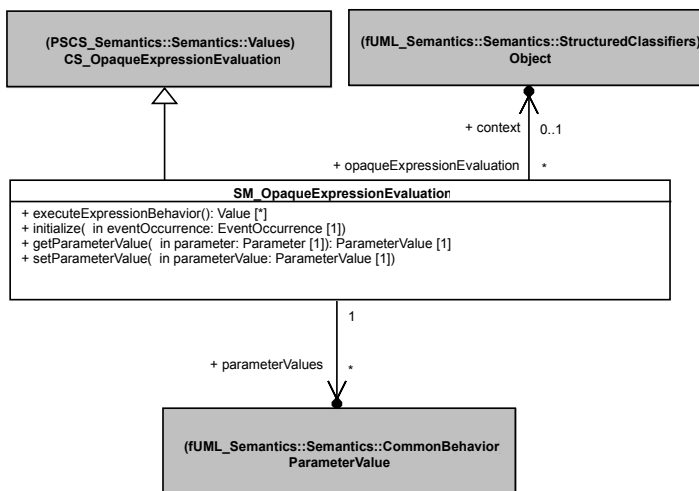 (PSCS_Semantics::Semantics::Values)
CS_OpaqueExpressionEvaluation
(fUML_Semantics::Semantics::StructuredClassifiers)
Object
+ context
0..1
+ opaqueExpressionEvaluation
*
SM_OpaqueExpressionEvaluation
+ executeExpressionBehavior(): Value [*]
+ initialize( in eventOccurrence: EventOccurrence [1])
+ getParameterValue( in parameter: Parameter [1]): ParameterValue [1]
+ setParameterValue( in parameterValue: ParameterValue [1])
1
+ parameterValues
*
(fUML_Semantics::Semantics::CommonBehavior
ParameterValue